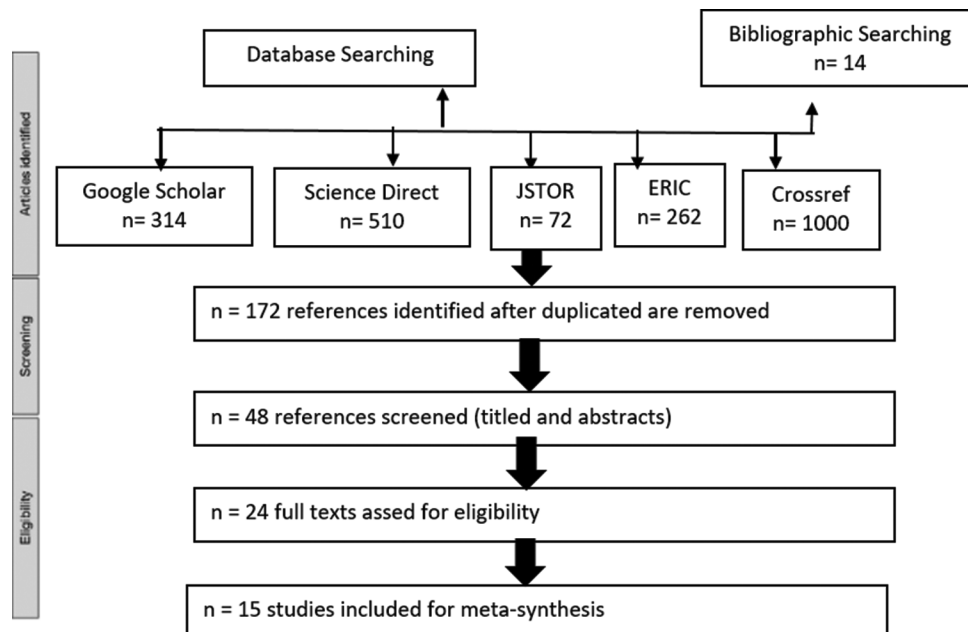 Database Searching
Bibliographic Searching
n= 14
Articles identified
Google Scholar
n= 314
Science Direct
n= 510
JSTOR
n= 72
ERIC
n= 262
Crossref
n= 1000
Screening
n = 172 references identified after duplicated are removed
n = 48 references screened (titled and abstracts)
Eligibility
n = 24 full texts assed for eligibility
n = 15 studies included for meta-synthesis